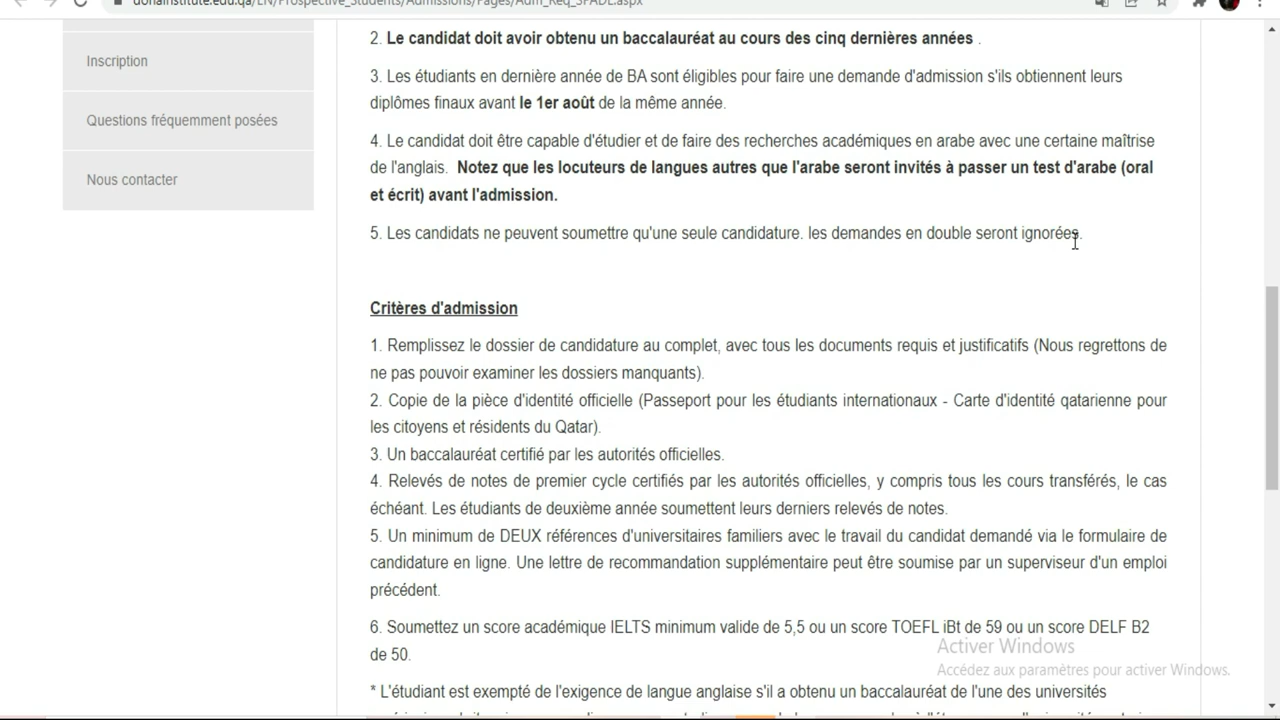 dohainstitute.edu.qa/EN/Prospective_Students/Admissions/Pages/Adm_Req_SPADE.aspx
Inscription
Questions fréquemment posées
Nous contacter
2. Le candidat doit avoir obtenu un baccalauréat au cours des cinq dernières années .
3. Les étudiants en dernière année de BA sont éligibles pour faire une demande d'admission s'ils obtiennent leurs
diplômes finaux avant le 1er août de la même année.
4. Le candidat doit être capable d'étudier et de faire des recherches académiques en arabe avec une certaine maîtrise
de l'anglais. Notez que les locuteurs de langues autres que l'arabe seront invités à passer un test d'arabe (oral
et écrit) avant l'admission.
5. Les candidats ne peuvent soumettre qu'une seule candidature. les demandes en double seront ignorées.
Critères d'admission
1. Remplissez le dossier de candidature au complet, avec tous les documents requis et justificatifs (Nous regrettons de
ne pas pouvoir examiner les dossiers manquants).
2. Copie de la pièce d'identité officielle (Passeport pour les étudiants internationaux - Carte d'identité qatarienne pour
les citoyens et résidents du Qatar).
3. Un baccalauréat certifié par les autorités officielles.
4. Relevés de notes de premier cycle certifiés par les autorités officielles, y compris tous les cours transférés, le cas
échéant. Les étudiants de deuxième année soumettent leurs derniers relevés de notes.
5. Un minimum de DEUX références d'universitaires familiers avec le travail du candidat demandé via le formulaire de
candidature en ligne. Une lettre de recommandation supplémentaire peut être soumise par un superviseur d'un emploi
précédent.
6. Soumettez un score académique IELTS minimum valide de 5,5 ou un score TOEFL iBt de 59 ou un score DELF B2
de 50.
Activer Windows
Accédez aux paramètres pour activer Windows.
* L'étudiant est exempté de l'exigence de langue anglaise s'il a obtenu un baccalauréat de l'une des universités